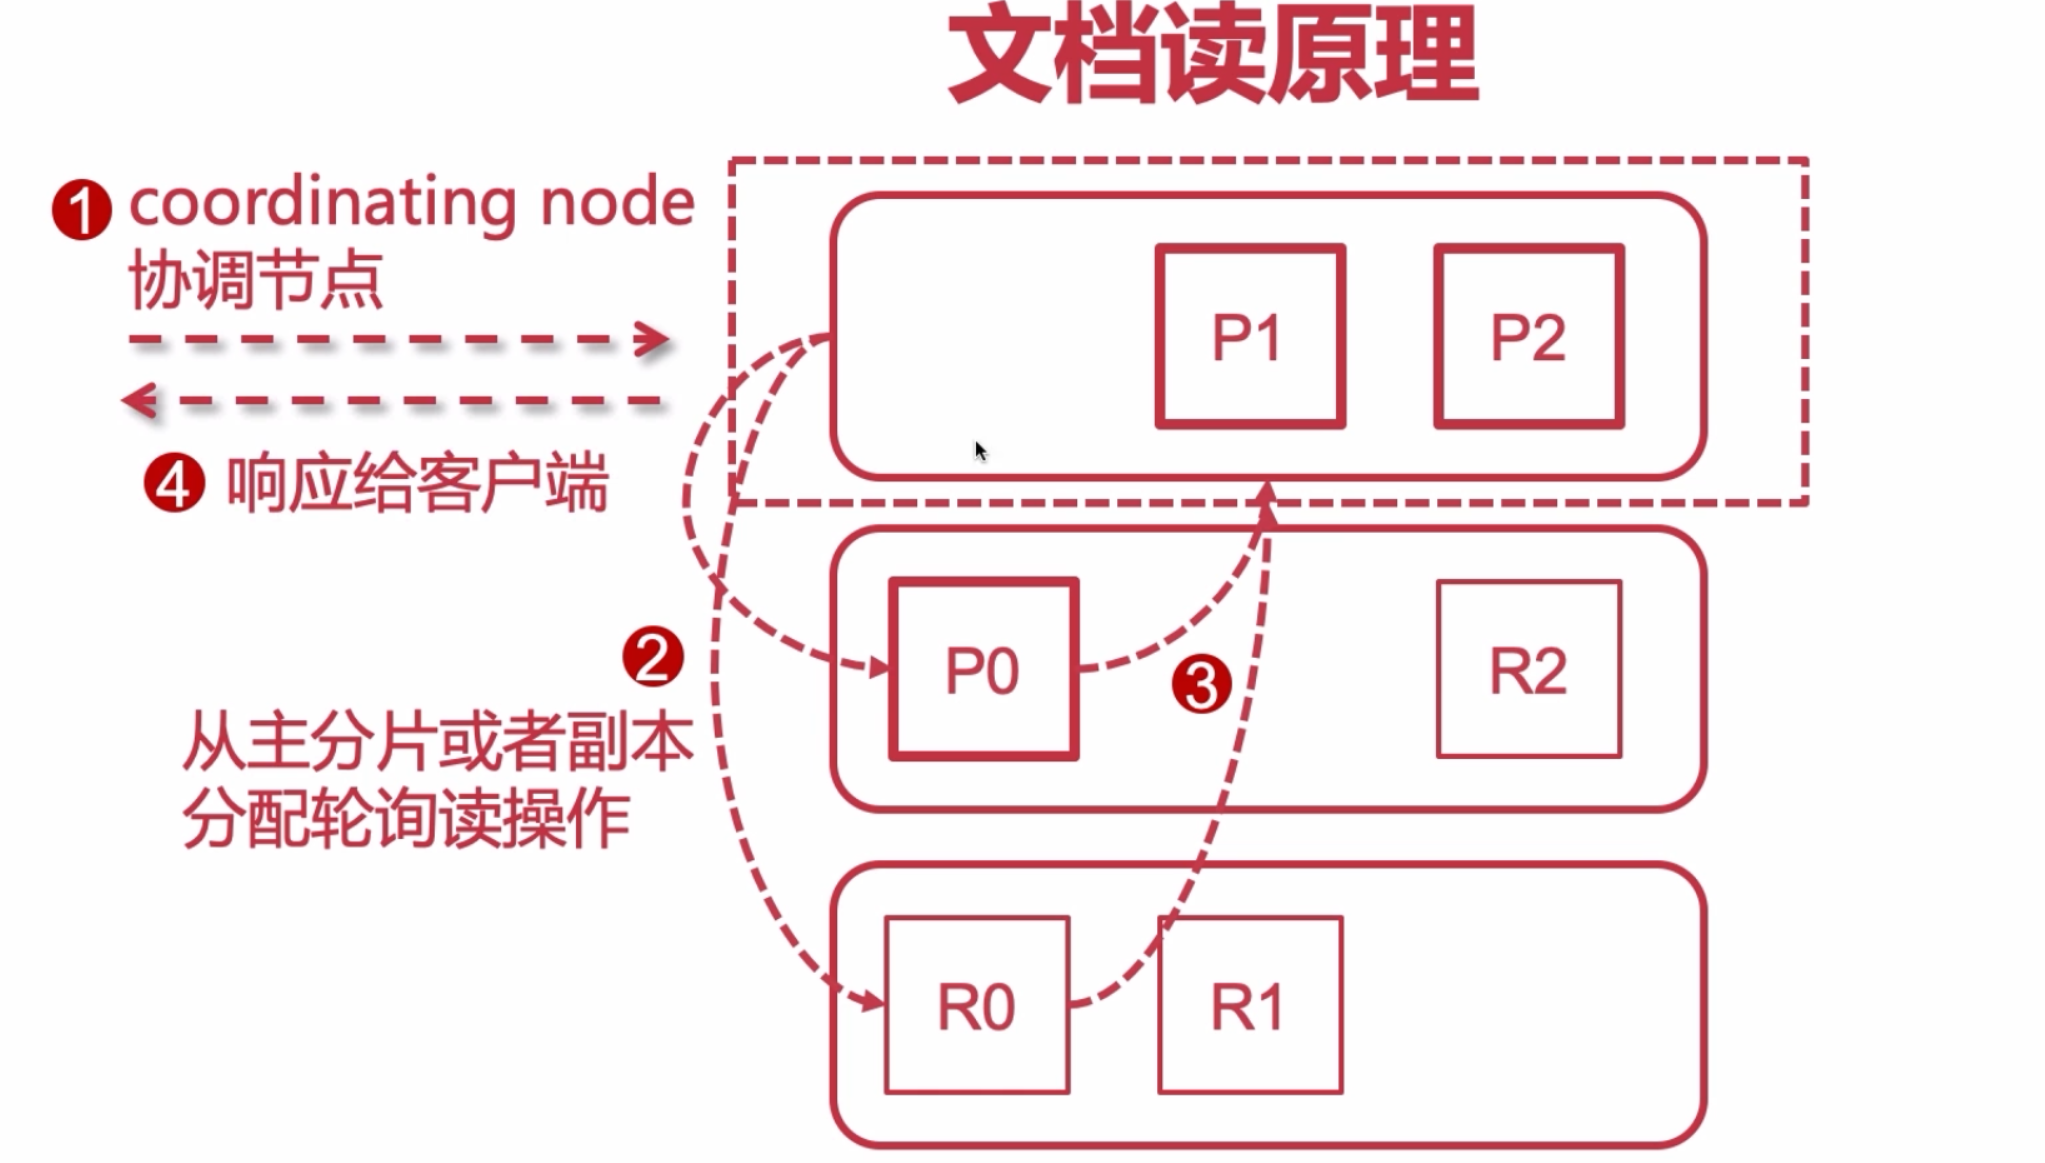 文档读原理
1 coordinating node
协调节点
4 响应给客户端
P1
P2
2
从主分片或者副本
分配轮询读操作
P0
3
R2
R0
R1